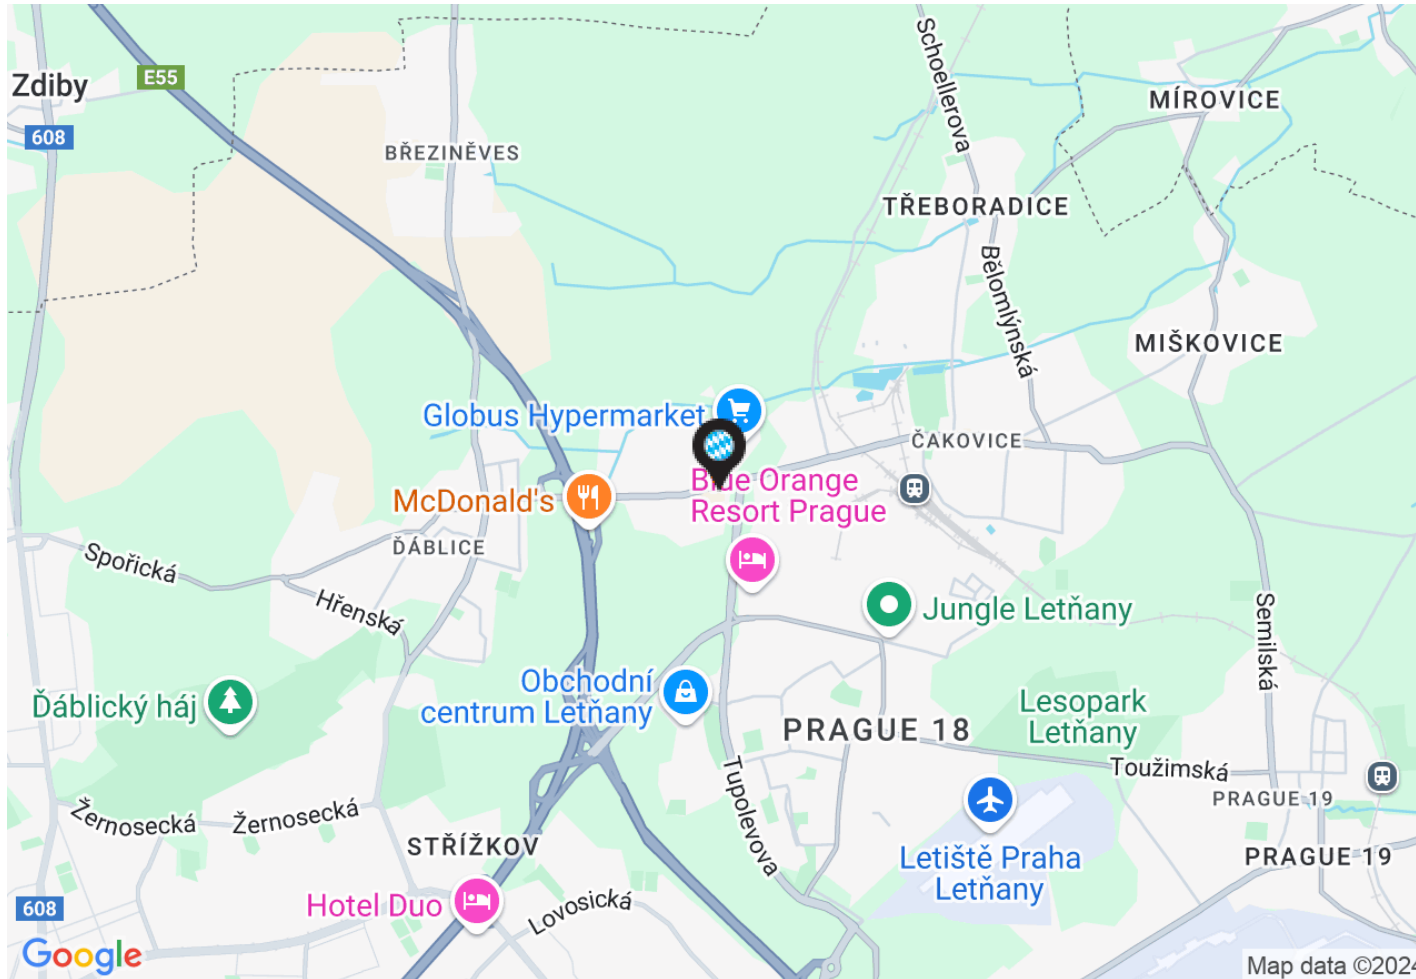 Zdiby
E55
608
BŘEZINĚVES
Schoellerova
MÍROVICE
TŘEBORADICE
Bělomlýnská
MIŠKOVICE
Globus Hypermarket
ČAKOVICE
Blue Orange
Resort Prague
McDonald's
ĎÁBLICE
Spořická
Hřenská
Jungle Letňany
Semilská
Obchodní
centrum Letňany
Ďáblický háj
Lesopark
Letňany
PRAGUE 18
Toužimská
Tupolevova
PRAGUE 19
Žernosecká
Žernosecká
STŘÍŽKOV
Letiště Praha
Letňany
PRAGUE 19
Hotel Duo
Lovosická
608
Google
Map data ©2024